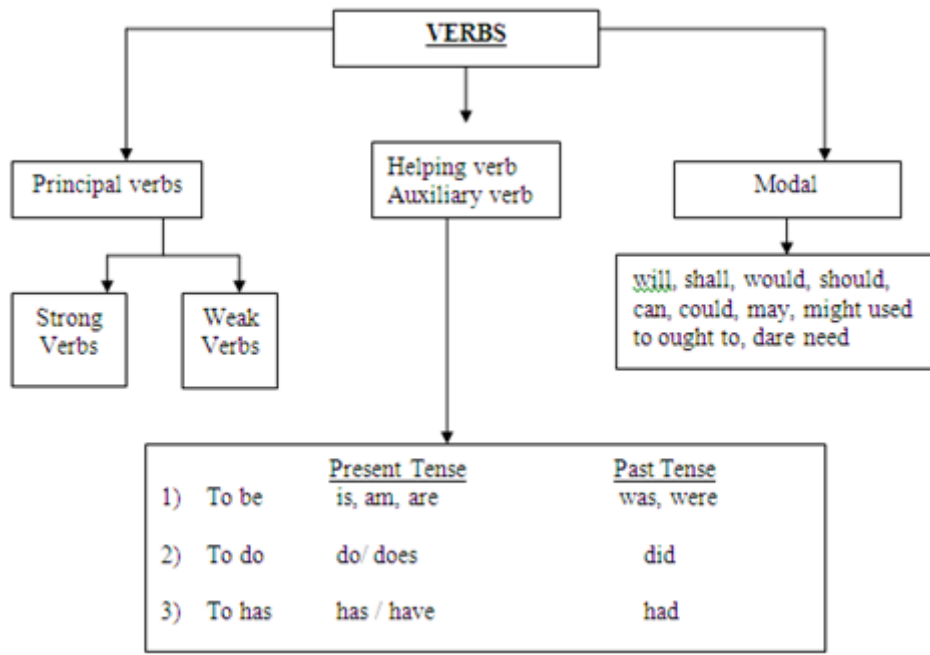 VERBS
Principal verbs
Helping verb
Auxiliary verb
Modal
Strong
Verbs
Weak
Verbs
will, shall, would, should,
can, could, may, might used
to ought to, dare need
Present Tense Past Tense
1) To be is, am, are was, were
2) To do do/ does did
3) To has has / have had